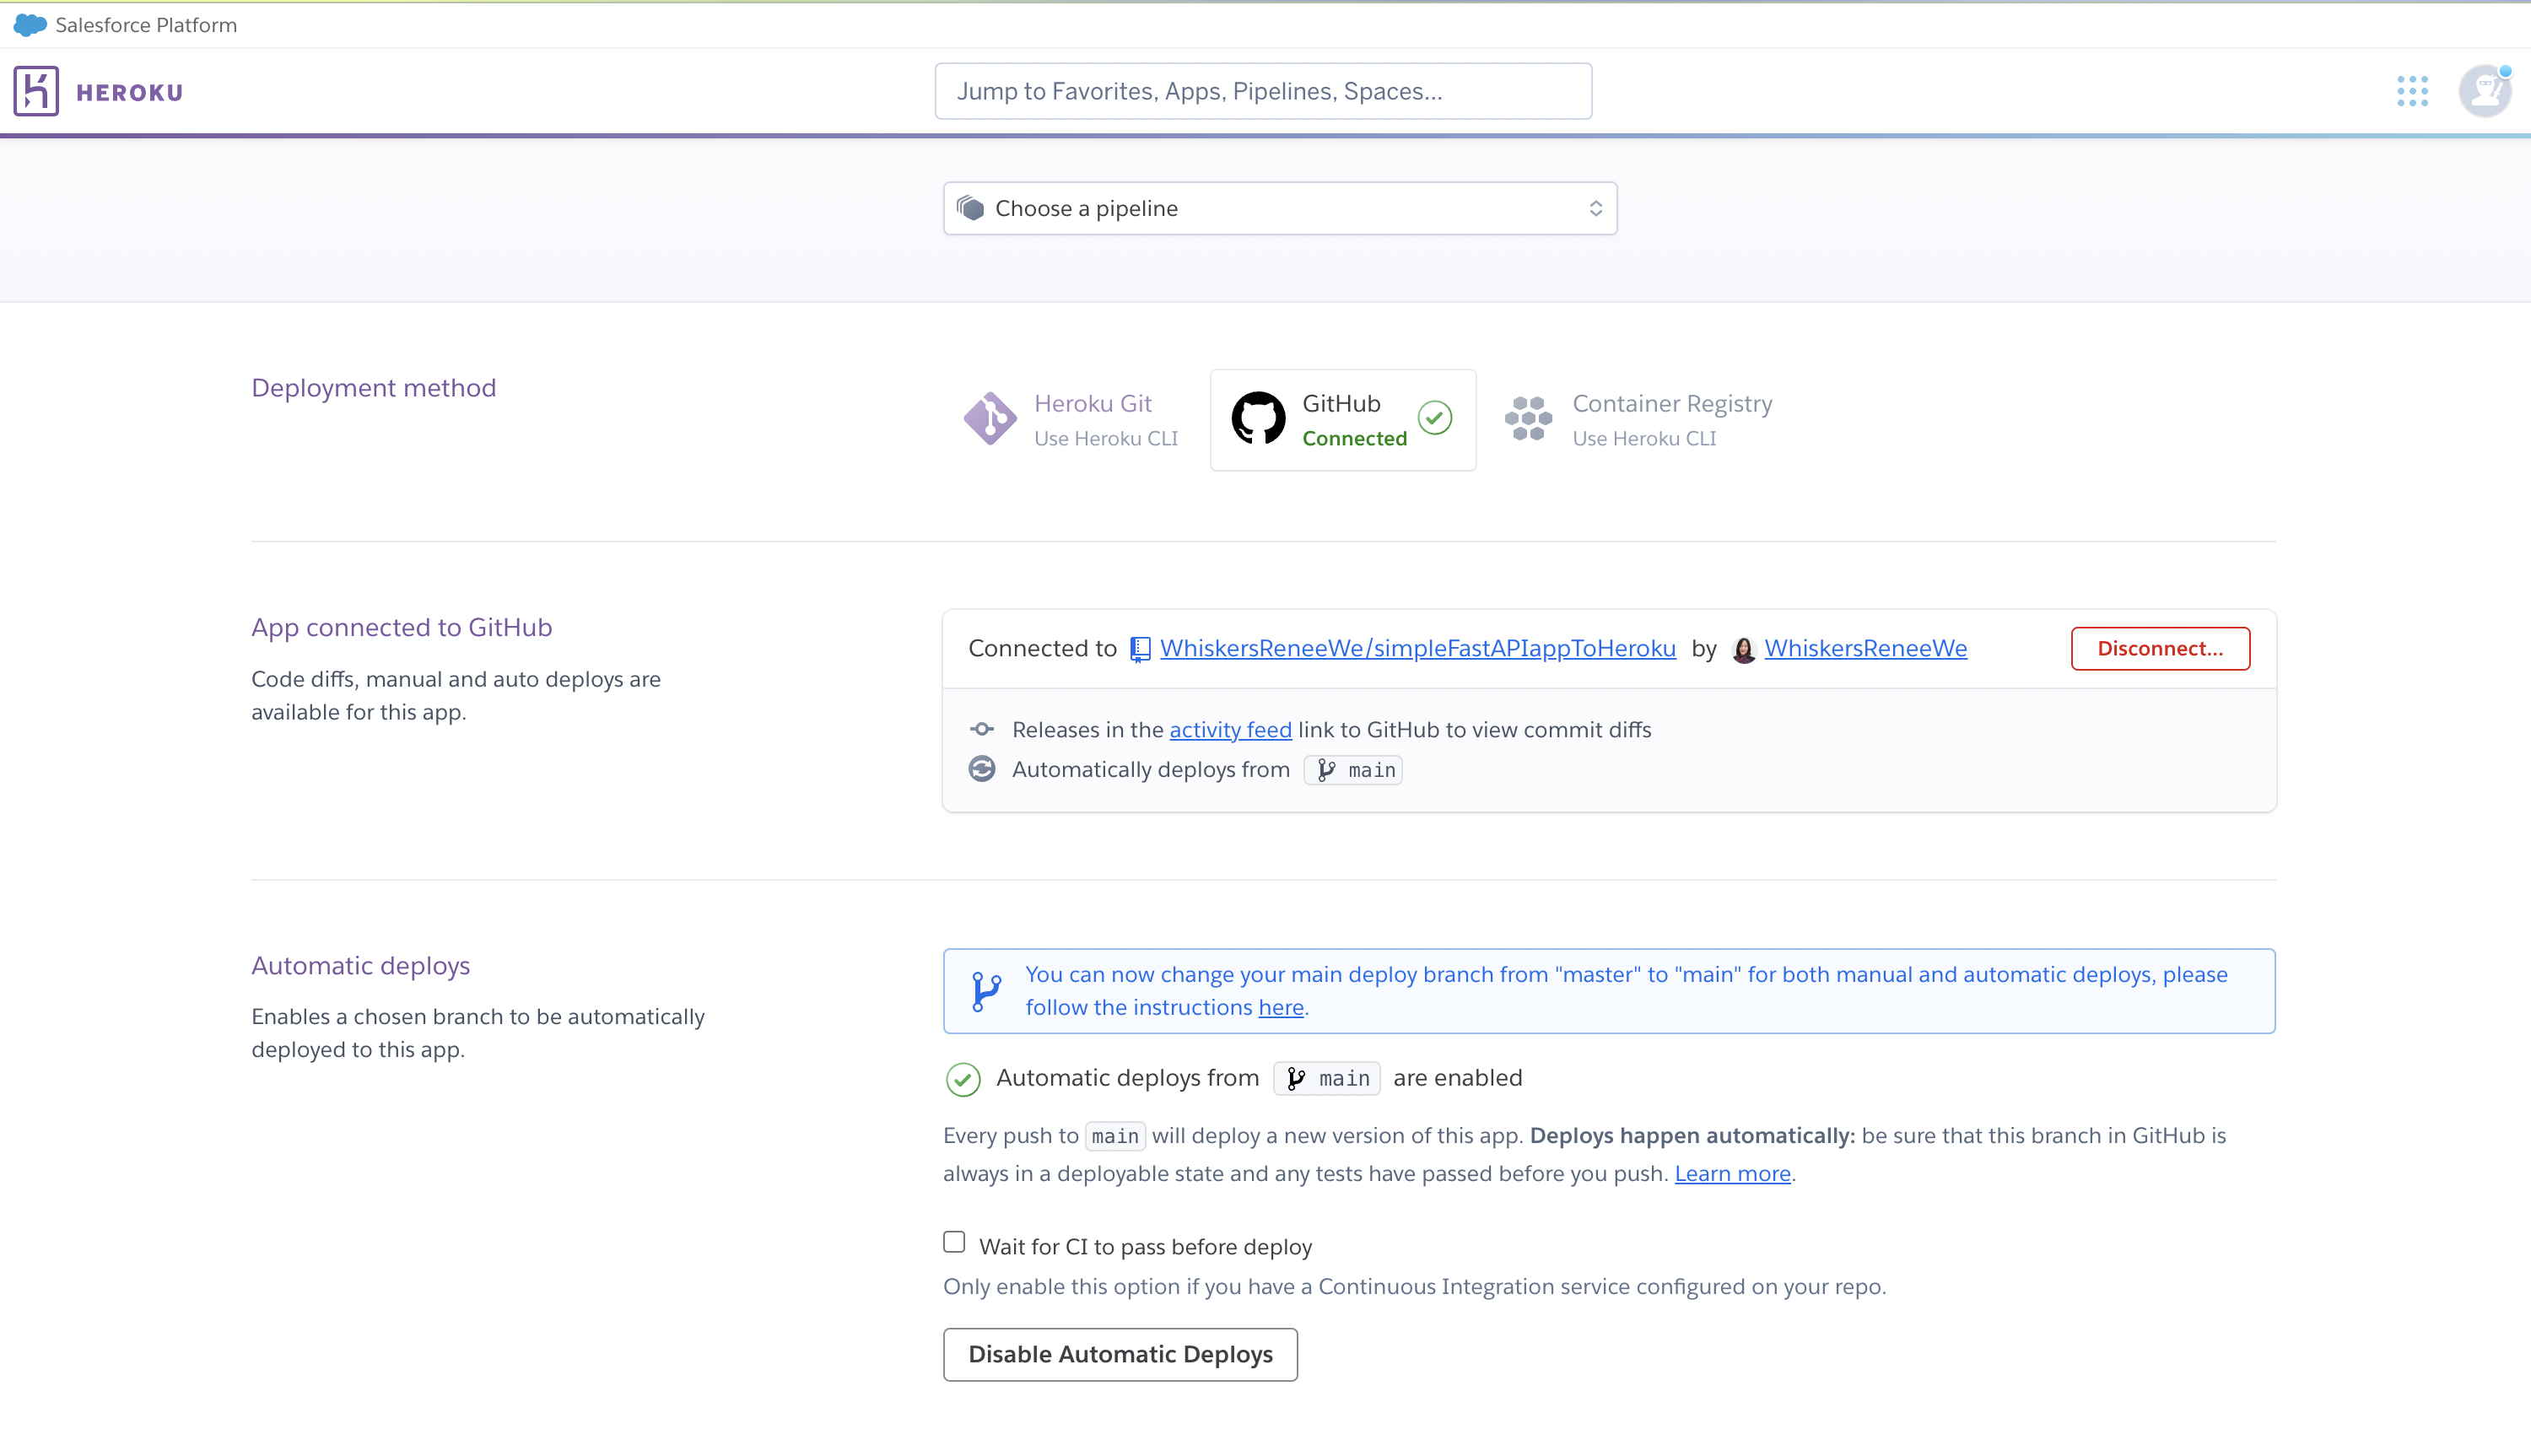 Salesforce Platform
HEROKU
Jump to Favorites, Apps, Pipelines, Spaces...
Choose a pipeline
Deployment method
Heroku Git
Use Heroku CLI
GitHub
Connected
Container Registry
Use Heroku CLI
App connected to GitHub
Code diffs, manual and auto deploys are
available for this app.
Connected to WhiskersReneeWe/simpleFastAPIappToHeroku by WhiskersReneeWe
Disconnect...
Releases in the activity feed link to GitHub to view commit diffs
Automatically deploys from main
Automatic deploys
Enables a chosen branch to be automatically
deployed to this app.
You can now change your main deploy branch from "master" to "main" for both manual and automatic deploys, please
follow the instructions here.
Automatic deploys from main are enabled
Every push to main will deploy a new version of this app. Deploys happen automatically: be sure that this branch in GitHub is
always in a deployable state and any tests have passed before you push. Learn more.
Wait for CI to pass before deploy
Only enable this option if you have a Continuous Integration service configured on your repo.
Disable Automatic Deploys